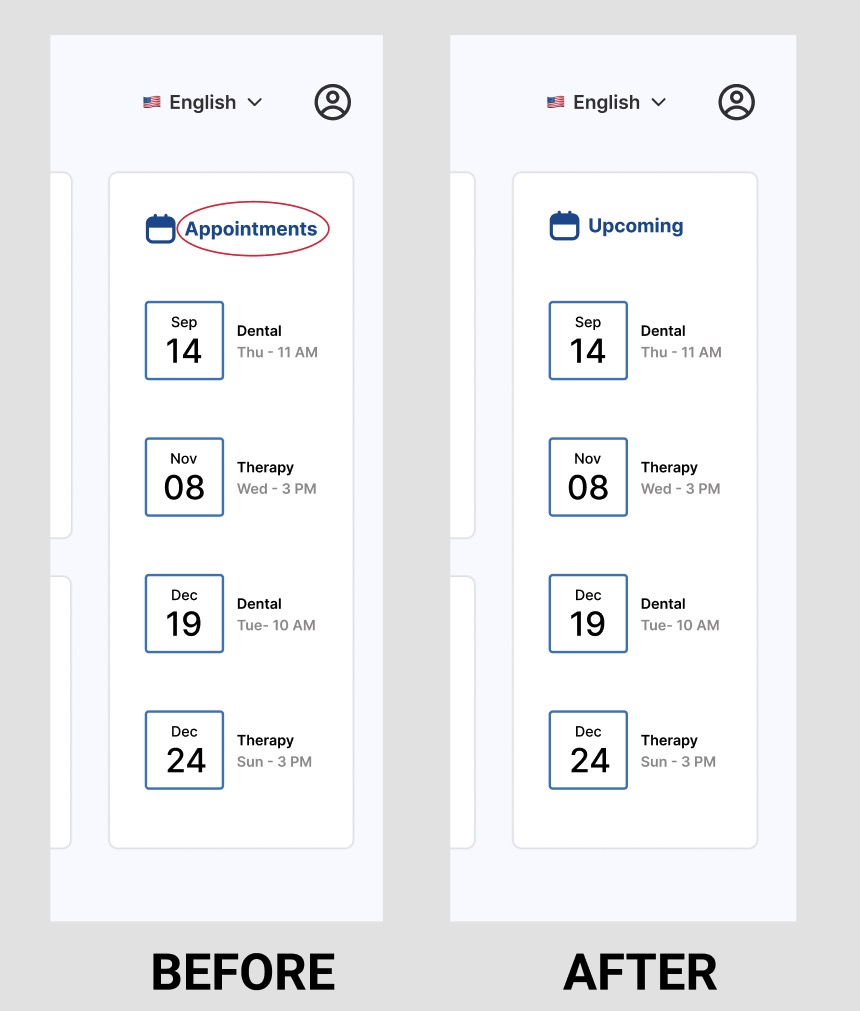 English
Appointments
Sep
14
Dental
Thu - 11 AM
Nov
08
Therapy
Wed - 3 PM
Dec
19
Dental
Tue- 10 AM
Dec
24
Therapy
Sun - 3 PM
BEFORE
English
Upcoming
Sep
14
Dental
Thu - 11 AM
Nov
08
Therapy
Wed - 3 PM
Dec
19
Dental
Tue- 10 AM
Dec
24
Therapy
Sun - 3 PM
AFTER